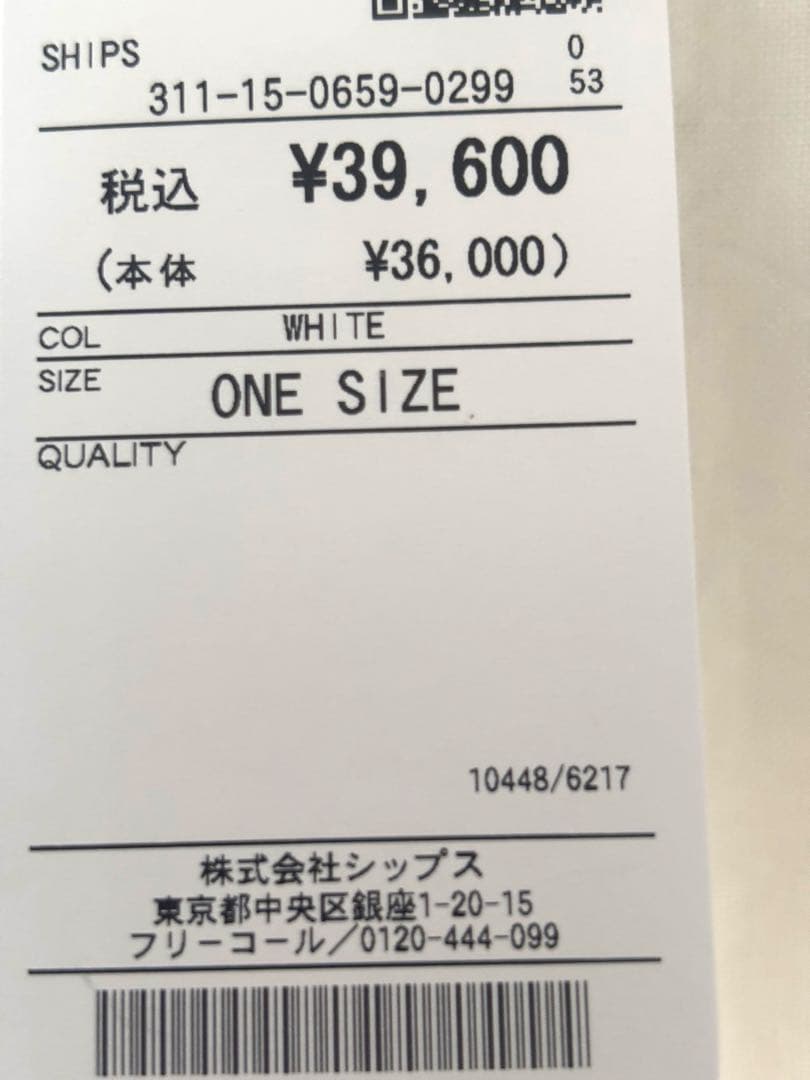 SHIPS 0
311-15-0659-0299 53
税込 ¥39,600
(本体 ¥36,000)
COL WHITE
SIZE ONE SIZE
QUALITY
10448/6217
株式会社シップス
東京都中央区銀座1-20-15
フリーコール/0120-444-099